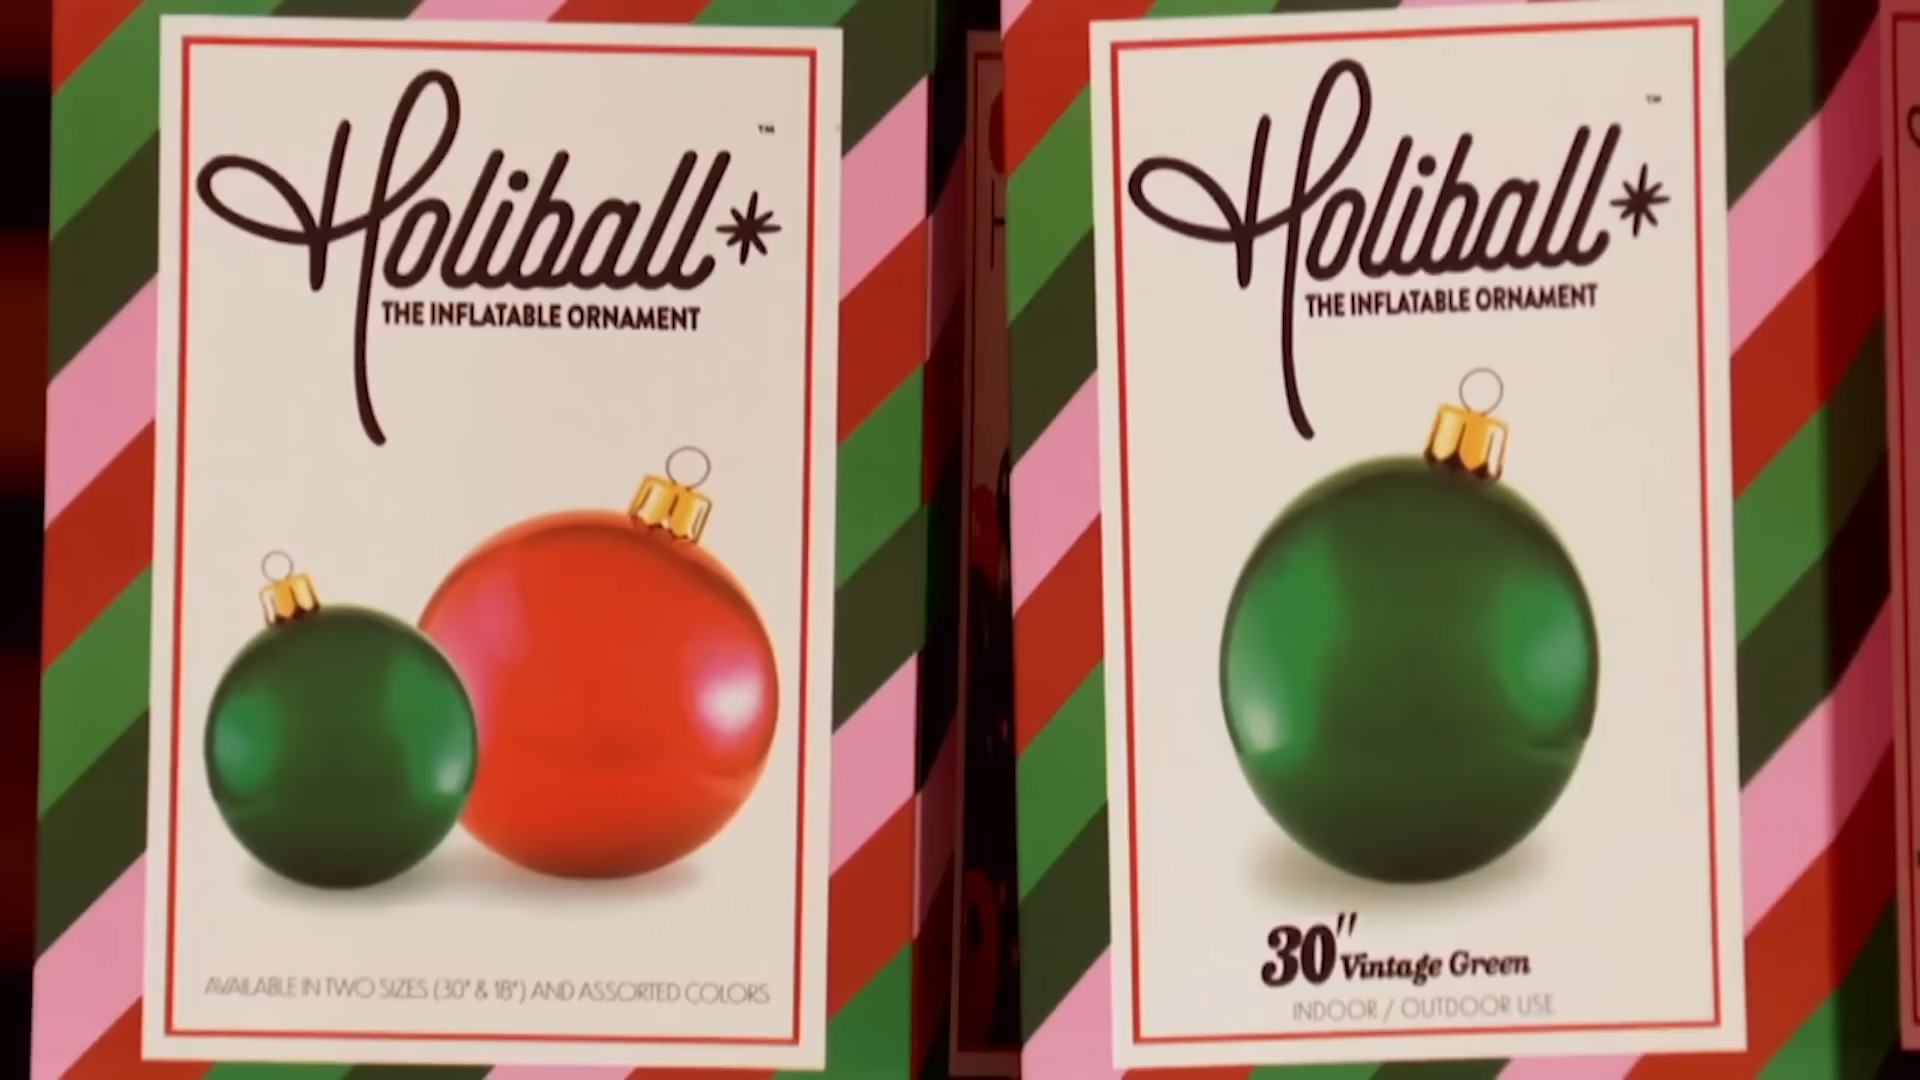 Holiball*
™
THE INFLATABLE ORNAMENT
AVAILABLE IN TWO SIZES (30" & 18") AND ASSORTED COLORS
Holiball*
™
THE INFLATABLE ORNAMENT
30" Vintage Green
INDOOR / OUTDOOR USE